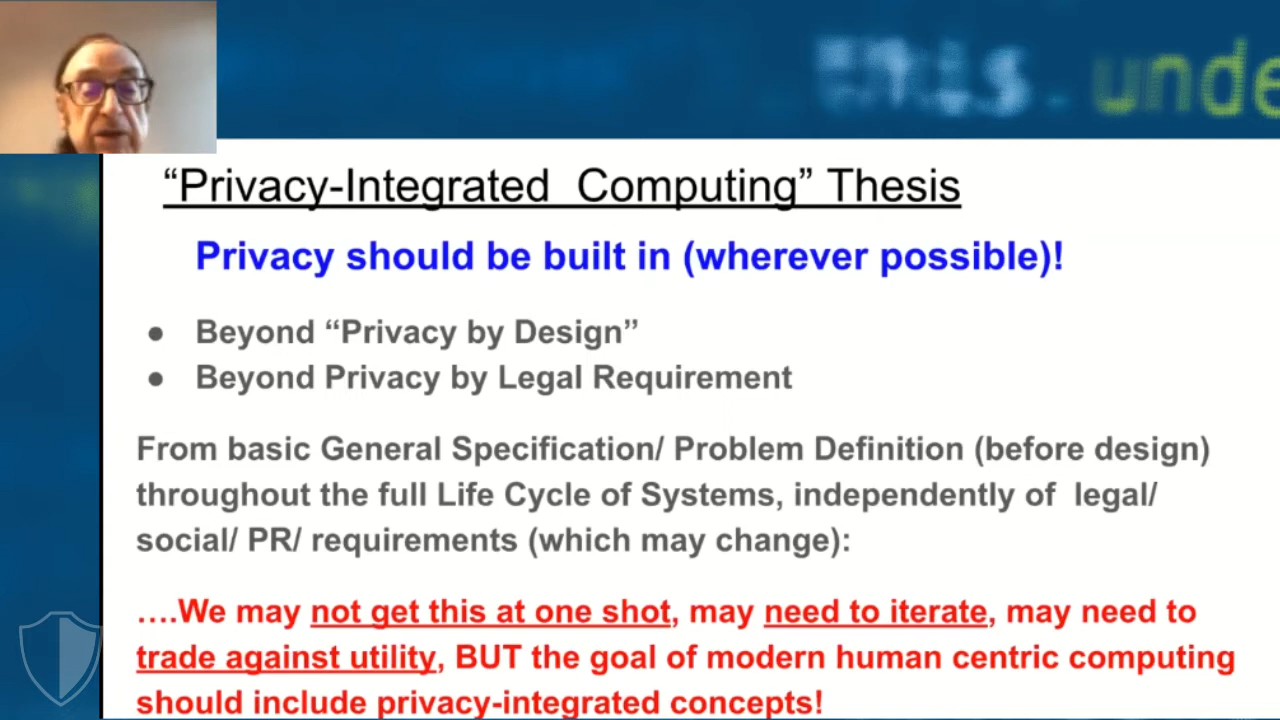 unde
“Privacy-Integrated Computing” Thesis
Privacy should be built in (wherever possible)!
● Beyond “Privacy by Design”
● Beyond Privacy by Legal Requirement
From basic General Specification/ Problem Definition (before design)
throughout the full Life Cycle of Systems, independently of legal/
social/ PR/ requirements (which may change):
….We may not get this at one shot, may need to iterate, may need to
trade against utility, BUT the goal of modern human centric computing
should include privacy-integrated concepts!